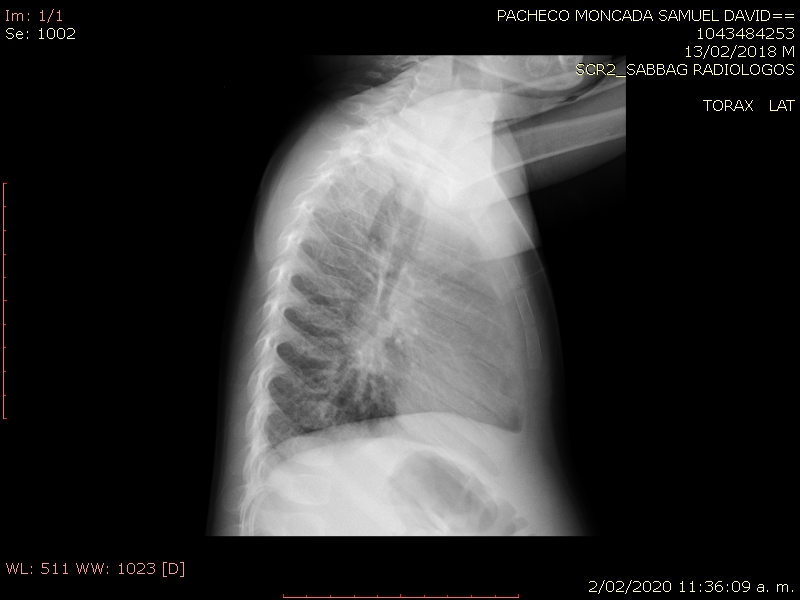 Im: 1/1
Se: 1002
PACHECO MONCADA SAMUEL DAVID==
1043484253
13/02/2018 M
SCR2_SABBAG RADIOLOGOS
TORAX LAT
WL: 511 WW: 1023 [D]
2/02/2020 11:36:09 a. m.